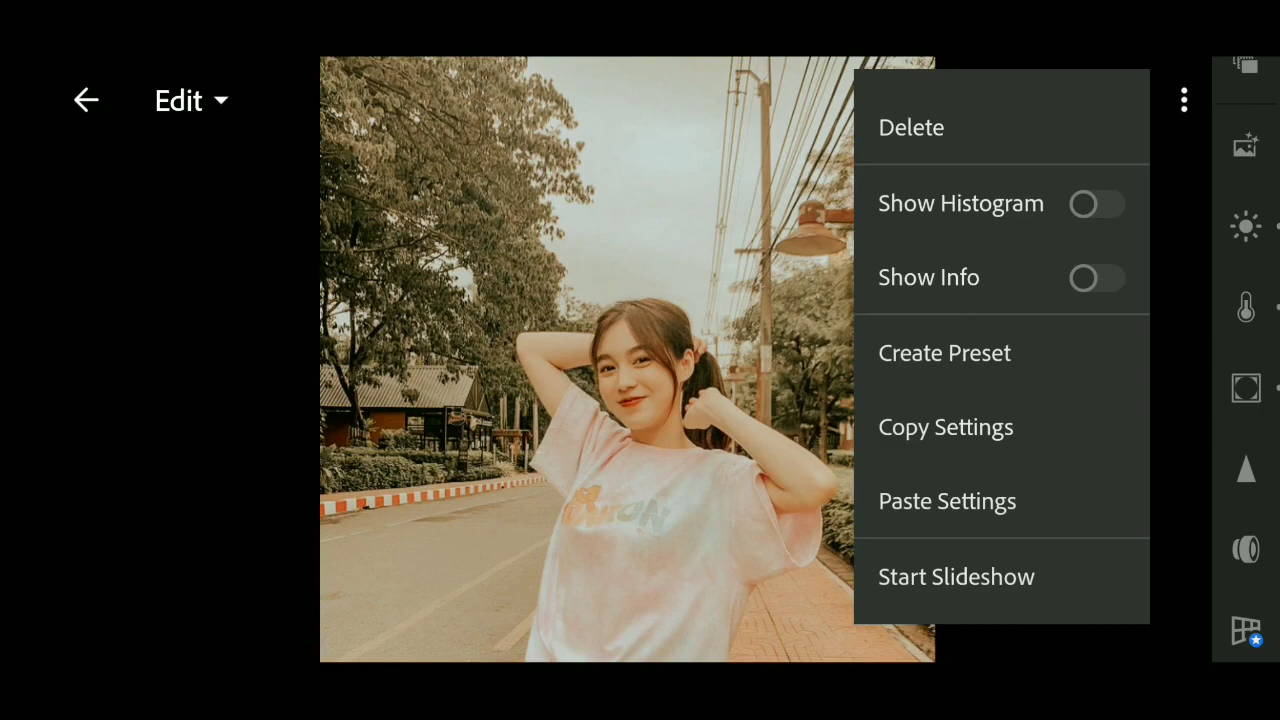 Edit
Delete
Show Histogram
Show Info
Create Preset
Copy Settings
Paste Settings
Start Slideshow